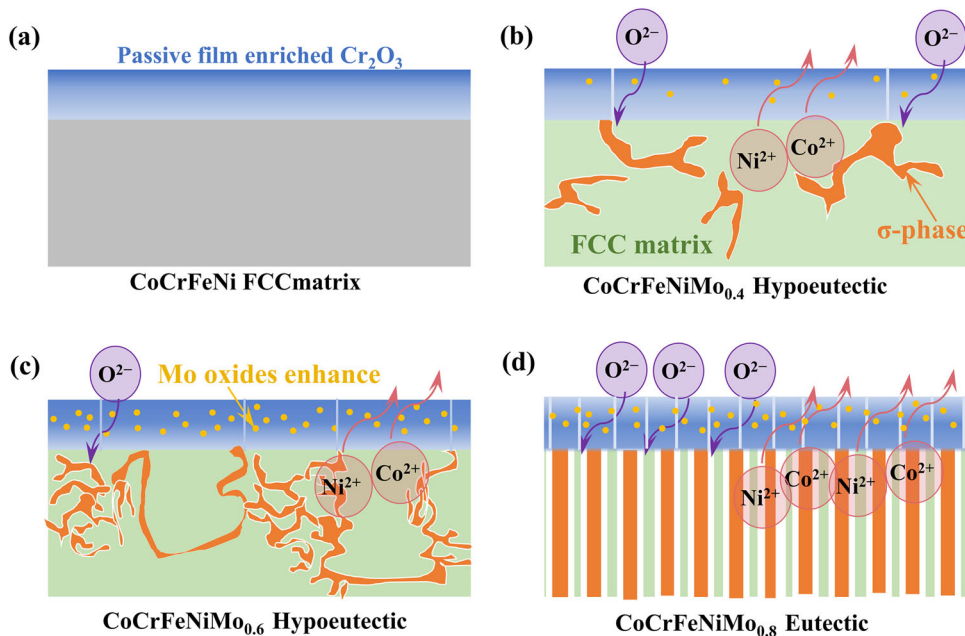 (a)
Passive film enriched Cr₂O₃
CoCrFeNi FCCmatrix
(b)
O²⁻
O²⁻
Ni²⁺
Co²⁺
σ-phase
FCC matrix
CoCrFeNiMo₀.₄ Hypoeutectic
(c)
O²⁻
Mo oxides enhance
Ni²⁺
Co²⁺
CoCrFeNiMo₀.₆ Hypoeutectic
(d)
O²⁻
O²⁻
O²⁻
Ni²⁺
Co²⁺
Ni²⁺
Co²⁺
CoCrFeNiMo₀.₈ Eutectic